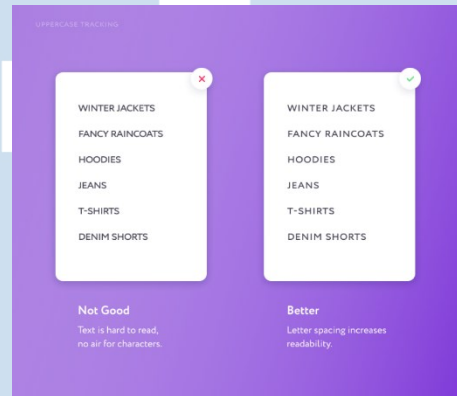 UPPERCASE TRACKING
WINTER JACKETS
FANCY RAINCOATS
HOODIES
JEANS
T-SHIRTS
DENIM SHORTS
Not Good
Text is hard to read,
no air for characters.
WINTER JACKETS
FANCY RAINCOATS
HOODIES
JEANS
T-SHIRTS
DENIM SHORTS
Better
Letter spacing increases
readability.